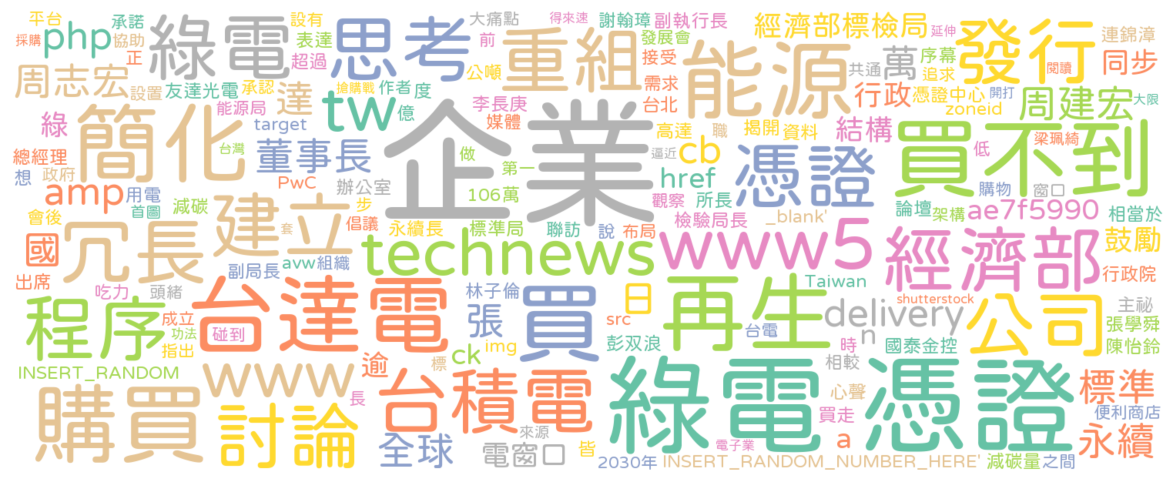 平台 承諾 設有 大痛點 得來速 謝翰璋 副執行長 經濟部標檢局 延伸 連錦漳
採購 php 協助 綠電 表達 思考 前 重組 發展會 能源 共通 萬 序幕 發行 同步
正 超過 接受 追求
周志宏 設置 友達光電 達 承認 搶購戰 作者 度 公噸 需求 行政 憑證中心 開打 閱讀 大限
簡化 能源局 tw 億 李長庚 台北 zoneid 周建宏
綠 target 企業 媒體 高達 職 揭開 資料 結構 買不到
總經理 台灣 董事長 做 第一 逼近 cb 憑證 低 梁珮綺
想 政府 PwC 辦公室 106萬 href 購物 窗口
amp 用電 步 觀察 所長 論壇 架構 ae7f5990 相當於
首圖 減碳 建立 倡議 永續長 標準局 聯訪 說 布局 檢驗局長 _blank' 鼓勵
會後 冗長 套 technews www5 經濟部
國 副局長 avw 組織 行政院
出席 吃力 頭緒 台達電 林子倫 買 日 再生 Taiwan shutterstock 公司 主祕
程序 成立 功法 張 src delivery 張學舜
指出 碰到 img 彭双浪 台電 n 時 國泰金控 陳怡鈴
INSERT_RANDOM www 逾 ck 標 相較
購買 討論 長 台積電 綠電憑證 心聲 標準
買走 便利商店
全球 來源 電窗口 皆 電子業 a 永續
2030年 INSERT_RANDOM_NUMBER_HERE' 減碳量 之間